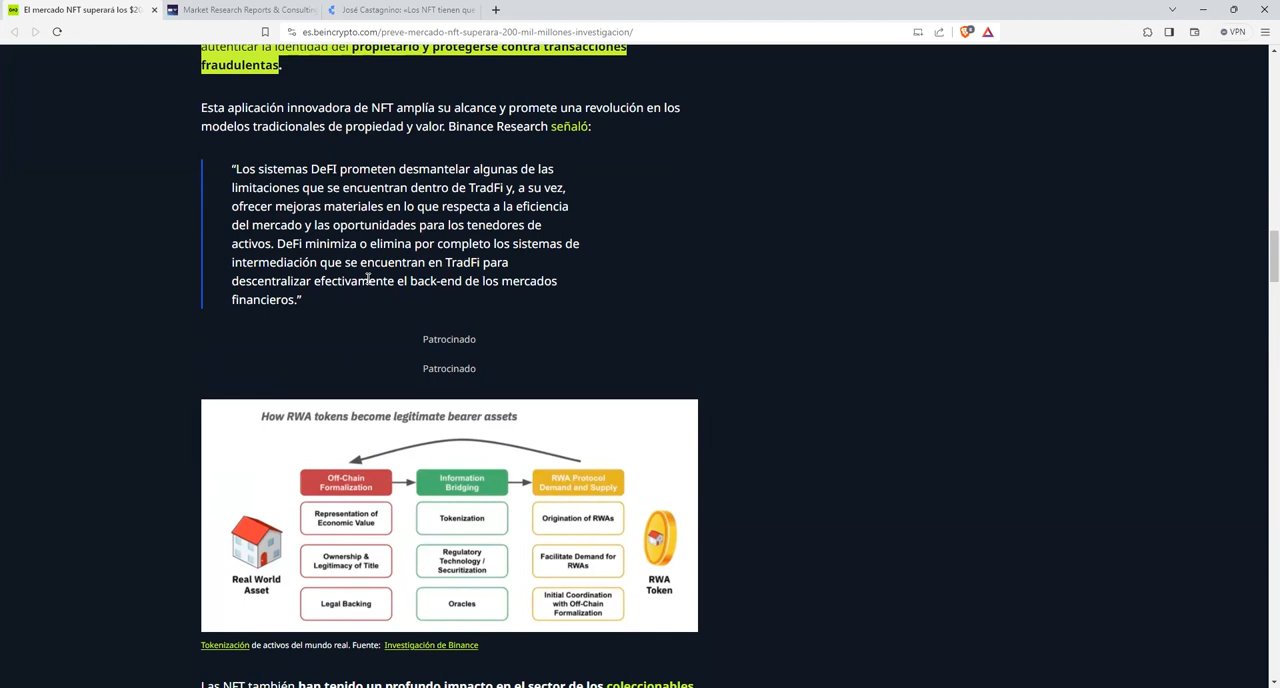 El mercado NFT superará los $20
Market Research Reports & Consulting
José Castagnino: «Los NFT tienen que
es.beincrypto.com/preve-mercado-nft-superara-200-mil-millones-investigacion/
VPN
autenticar la identidad del propietario y protegerse contra transacciones
fraudulentas.
Esta aplicación innovadora de NFT amplía su alcance y promete una revolución en los
modelos tradicionales de propiedad y valor. Binance Research señaló:
“Los sistemas DeFI prometen desmantelar algunas de las
limitaciones que se encuentran dentro de TradFi y, a su vez,
ofrecer mejoras materiales en lo que respecta a la eficiencia
del mercado y las oportunidades para los tenedores de
activos. DeFi minimiza o elimina por completo los sistemas de
intermediación que se encuentran en TradFi para
descentralizar efectivamente el back-end de los mercados
financieros.”
Patrocinado
Patrocinado
How RWA tokens become legitimate bearer assets
Off-Chain
Formalization
Information
Bridging
RWA Protocol
Demand and Supply
Representation of
Economic Value
Tokenization
Origination of RWAs
Ownership &
Legitimacy of Title
Regulatory
Technology /
Securitization
Facilitate Demand for
RWAs
Real World
Asset
RWA
Token
Legal Backing
Oracles
Initial Coordination
with Off-Chain
Formalization
Tokenización de activos del mundo real. Fuente: Investigación de Binance
Las NFT también han tenido un profundo impacto en el sector de los coleccionables